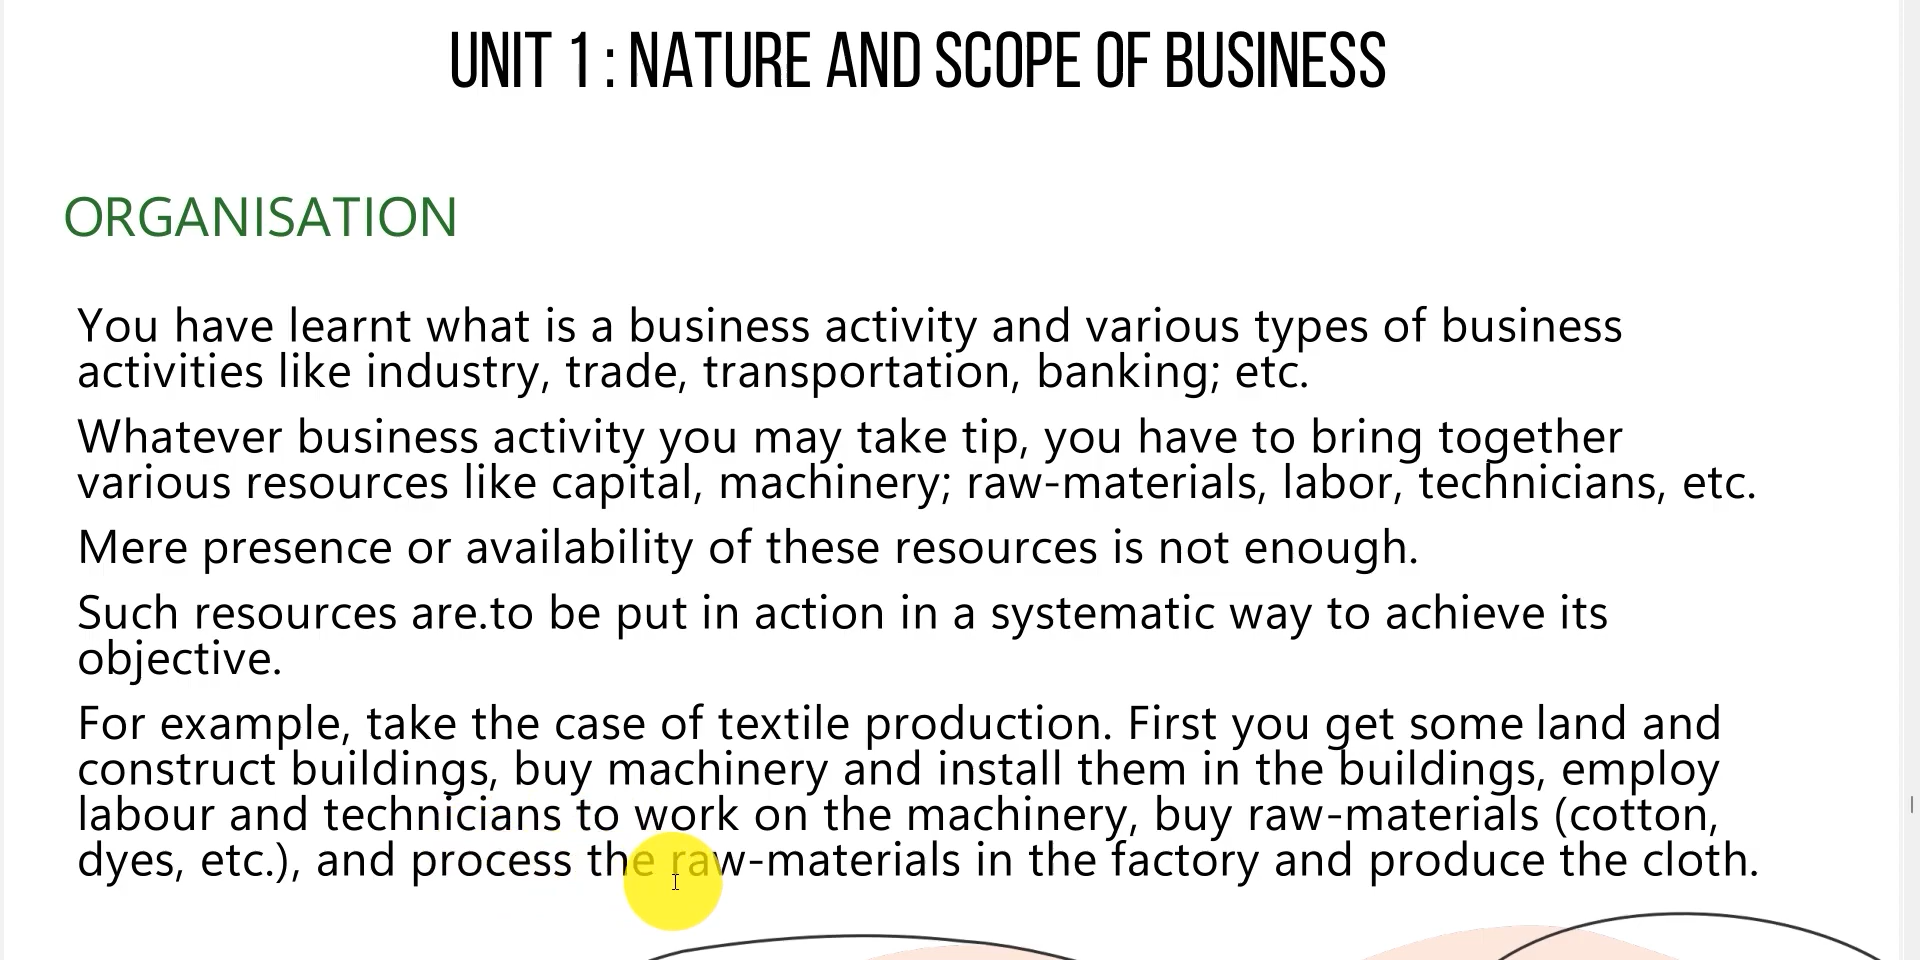 UNIT 1 : NATURE AND SCOPE OF BUSINESS
ORGANISATION
You have learnt what is a business activity and various types of business
activities like industry, trade, transportation, banking; etc.
Whatever business activity you may take tip, you have to bring together
various resources like capital, machinery; raw-materials, labor, technicians, etc.
Mere presence or availability of these resources is not enough.
Such resources are.to be put in action in a systematic way to achieve its
objective.
For example, take the case of textile production. First you get some land and
construct buildings, buy machinery and install them in the buildings, employ
labour and technicians to work on the machinery, buy raw-materials (cotton,
dyes, etc.), and process the raw-materials in the factory and produce the cloth.